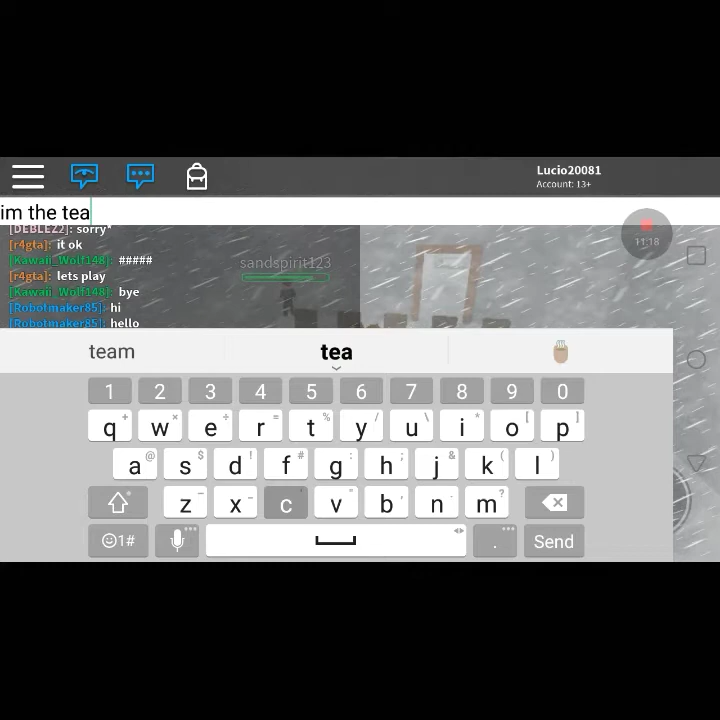 Lucio20081
Account: 13+
im the tea
[DEBLEZ2]: sorry*
[r4gta]: it ok
[Kawaii_Wolf148]: #####
[r4gta]: lets play
[Kawaii_Wolf148]: bye
[Robotmaker85]: hi
[Robotmaker85]: hello
sandspirit123
11:18
team tea
1 2 3 4 5 6 7 8 9 0
q + w × e ÷ r = t % y / u \ i * o [ p ]
a @ s $ d ! f # g : h ; j & k ( l )
z x - c ' v " b , n . m ?
☺1# . Send